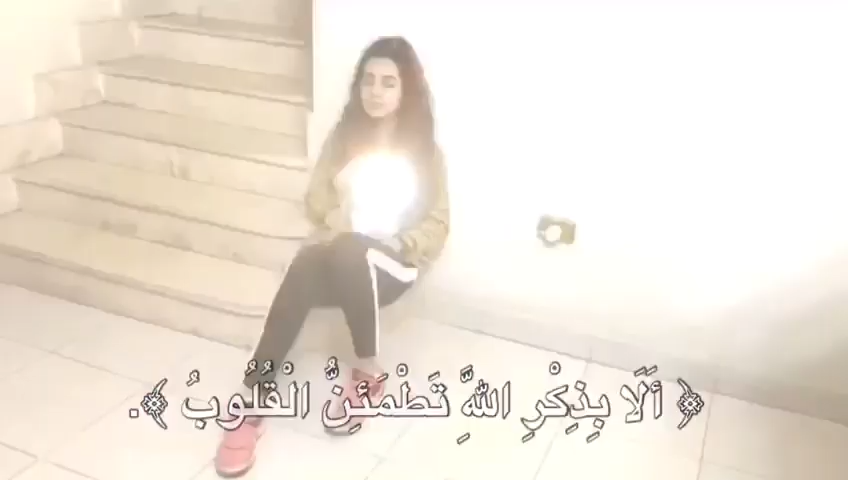 ﴿ أَلَا بِذِكْرِ اللَّهِ تَطْمَئِنُّ الْقُلُوبُ ﴾.